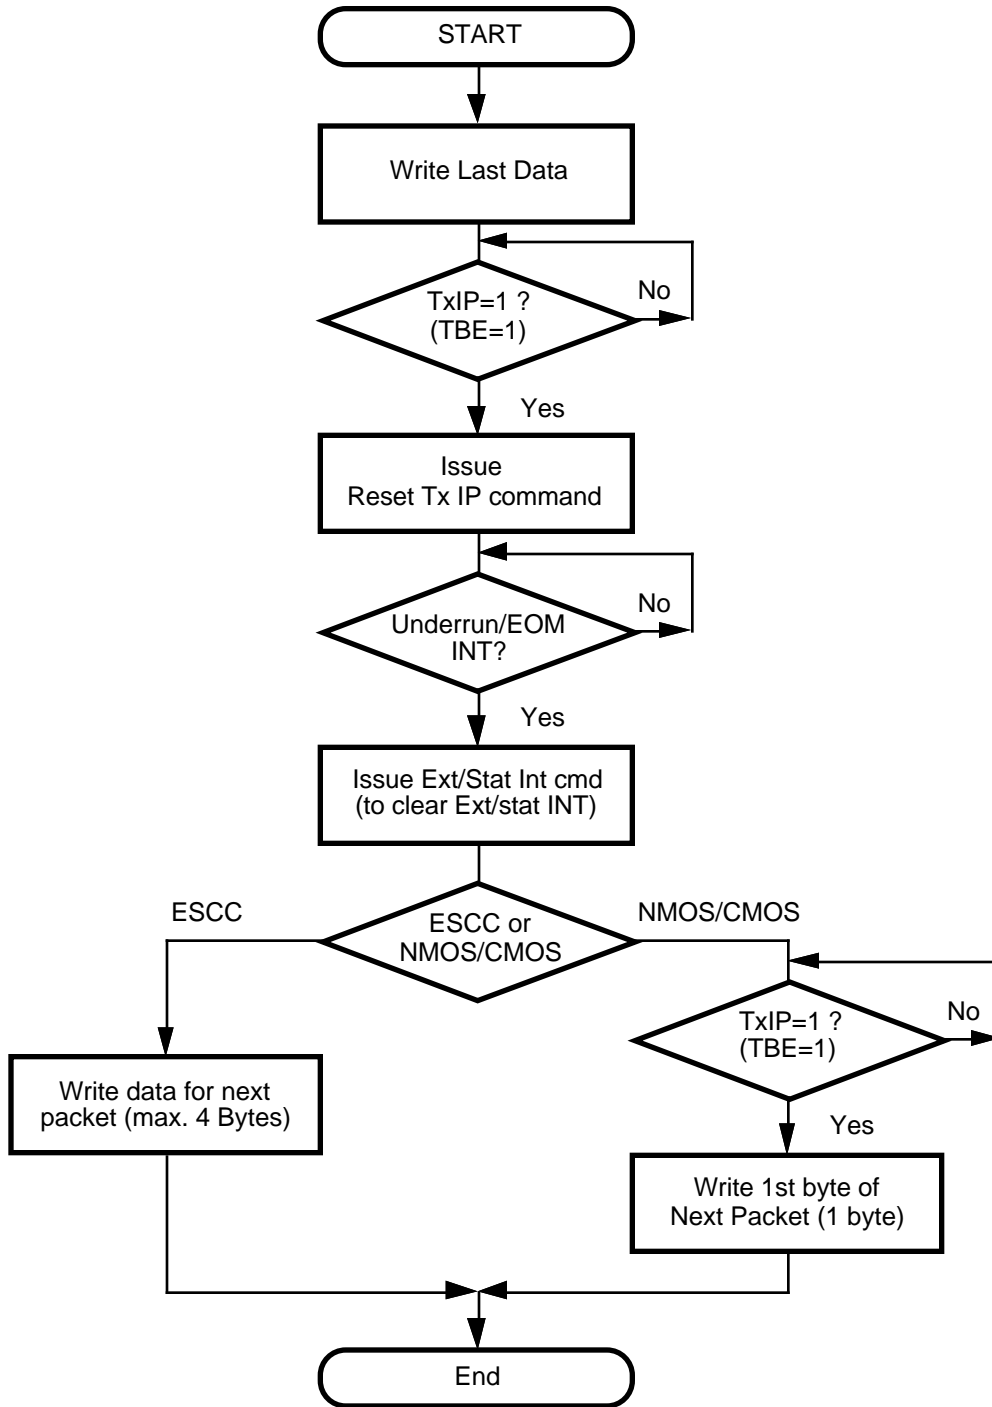 START
Write Last Data
TxIP=1 ?
(TBE=1)
No
Yes
Issue
Reset Tx IP command
Underrun/EOM
INT?
No
Yes
Issue Ext/Stat Int cmd
(to clear Ext/stat INT)
ESCC
ESCC or
NMOS/CMOS
NMOS/CMOS
TxIP=1 ?
(TBE=1)
No
Yes
Write data for next
packet (max. 4 Bytes)
Write 1st byte of
Next Packet (1 byte)
End